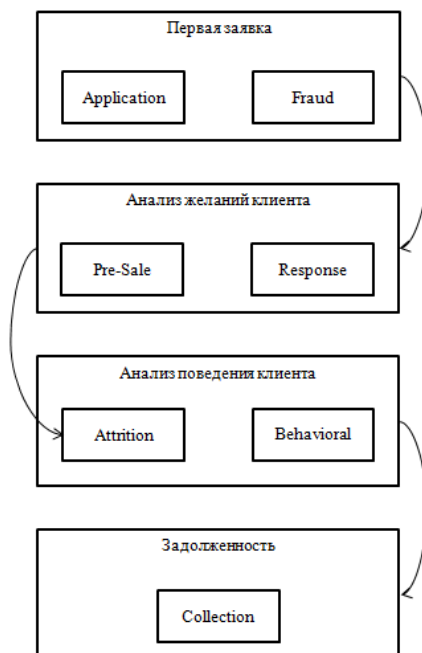 Первая заявка
Application
Fraud
Анализ желаний клиента
Pre-Sale
Response
Анализ поведения клиента
Attrition
Behavioral
Задолженность
Collection